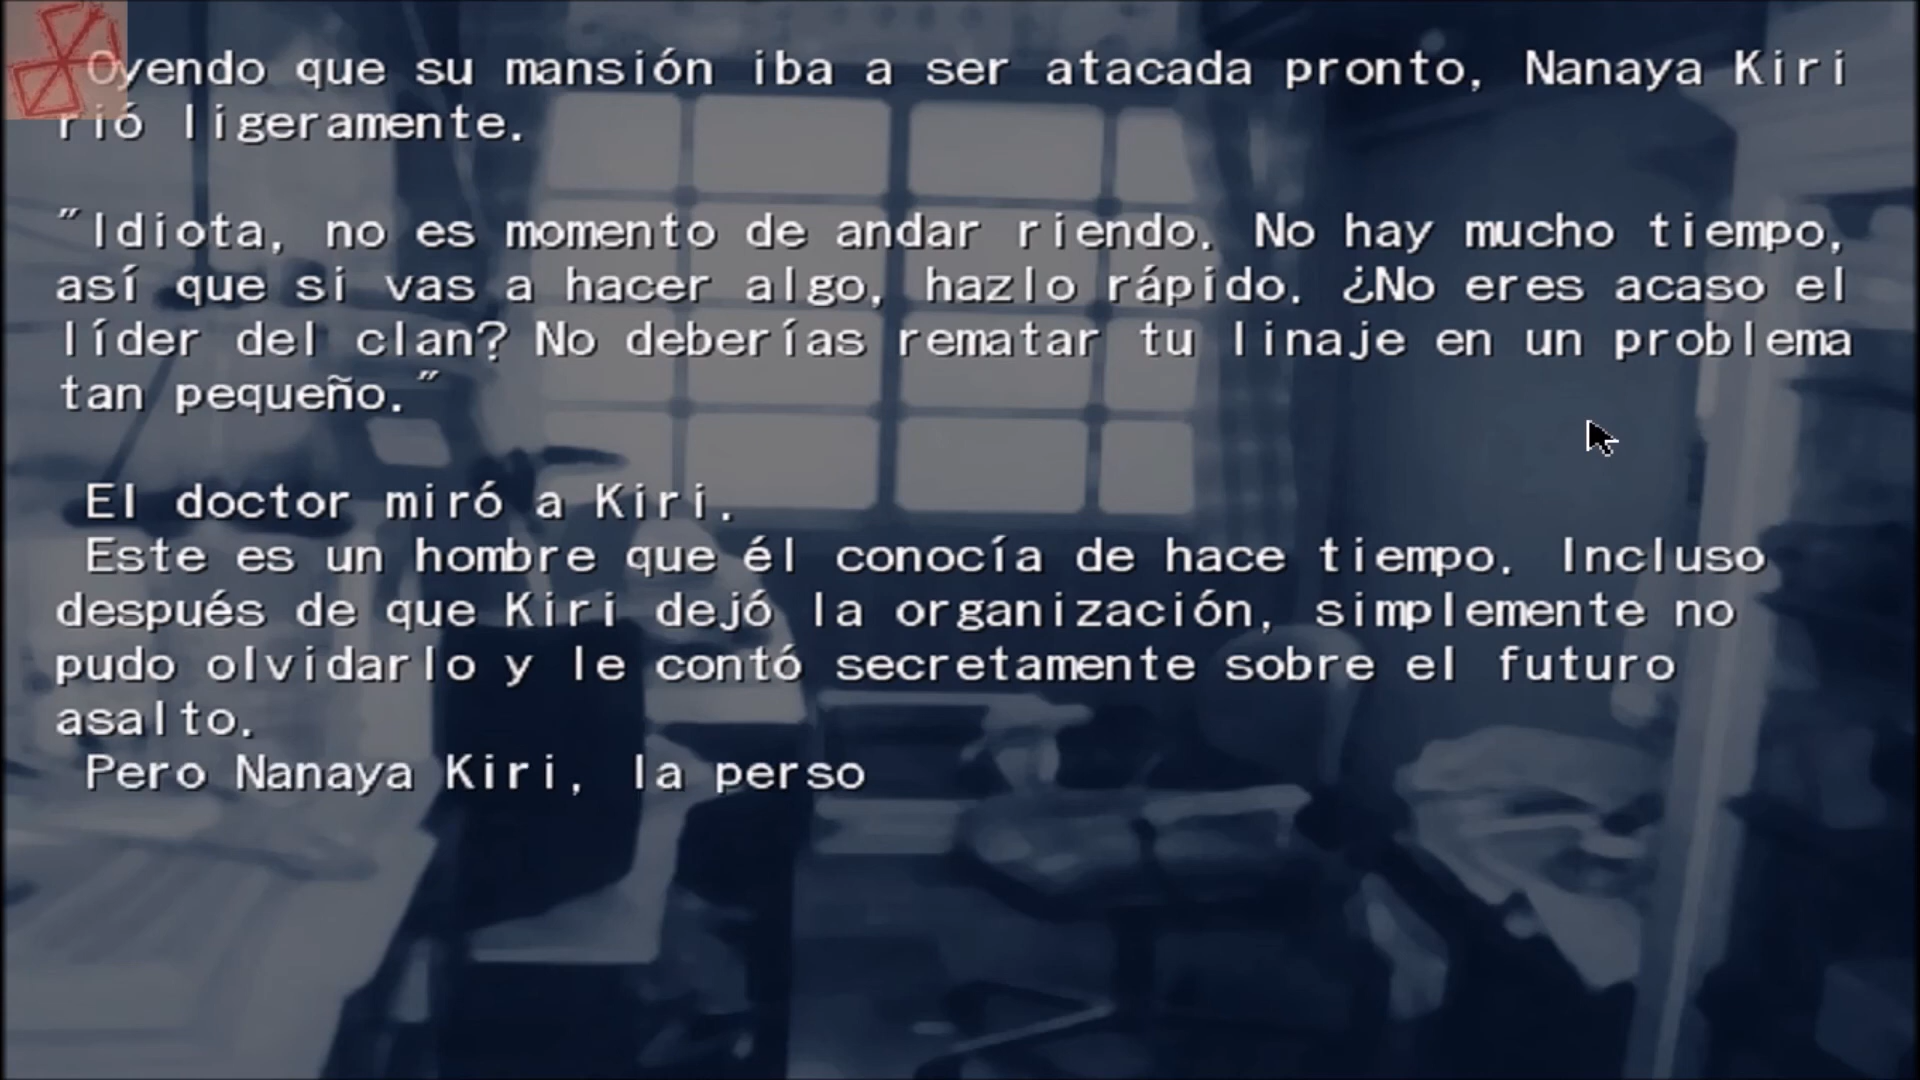 Oyendo que su mansión iba a ser atacada pronto, Nanaya Kiri
rió ligeramente.
"Idiota, no es momento de andar riendo. No hay mucho tiempo,
así que si vas a hacer algo, hazlo rápido. ¿No eres acaso el
líder del clan? No deberías rematar tu linaje en un problema
tan pequeño."
El doctor miró a Kiri.
Este es un hombre que él conocía de hace tiempo. Incluso
después de que Kiri dejó la organización, simplemente no
pudo olvidarlo y le contó secretamente sobre el futuro
asalto.
Pero Nanaya Kiri, la perso